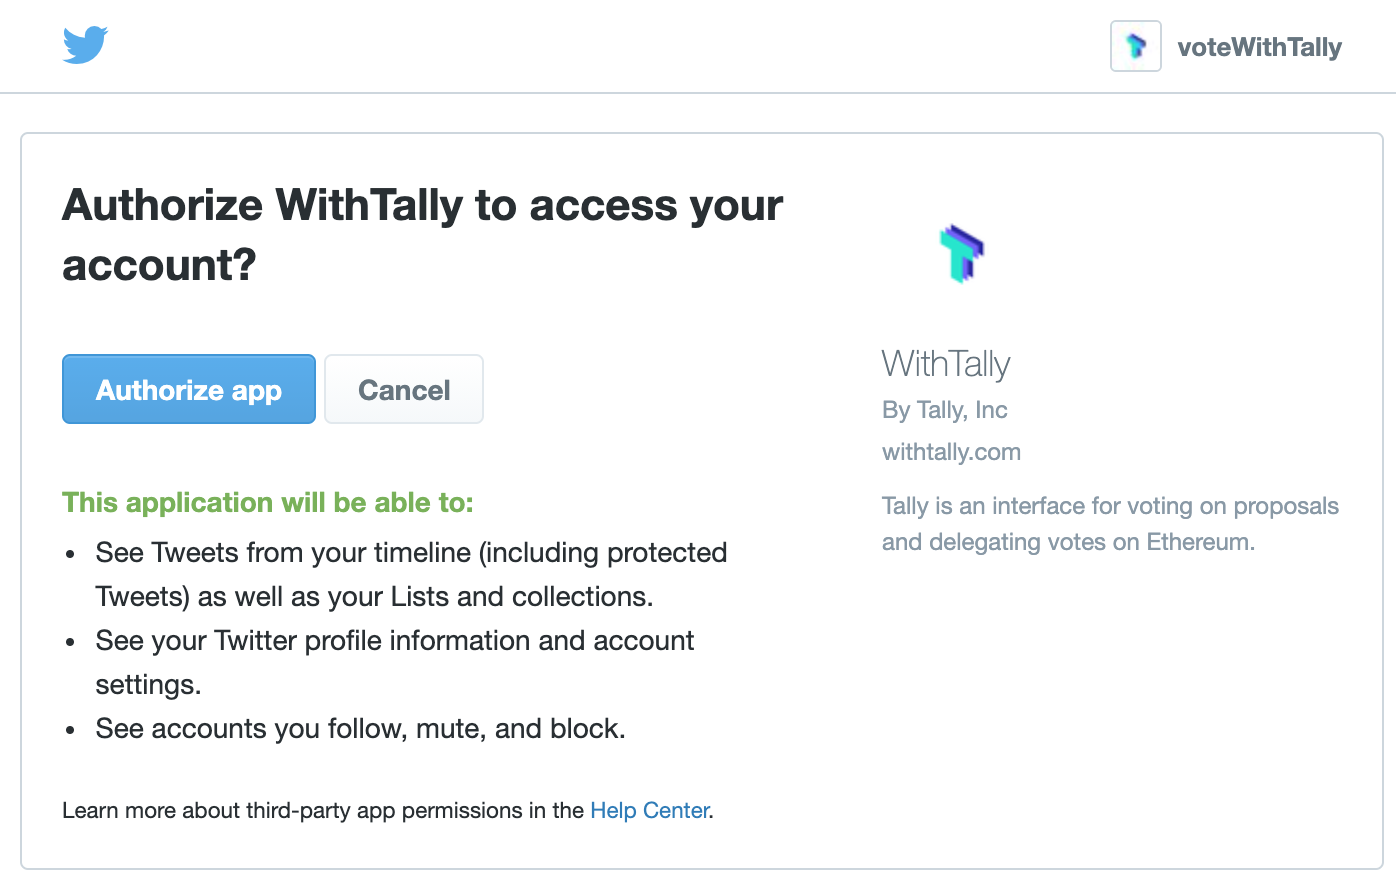 voteWithTally
Authorize WithTally to access your
account?
Authorize app
Cancel
This application will be able to:
• See Tweets from your timeline (including protected
Tweets) as well as your Lists and collections.
• See your Twitter profile information and account
settings.
• See accounts you follow, mute, and block.
Learn more about third-party app permissions in the Help Center.
WithTally
By Tally, Inc
withtally.com
Tally is an interface for voting on proposals
and delegating votes on Ethereum.